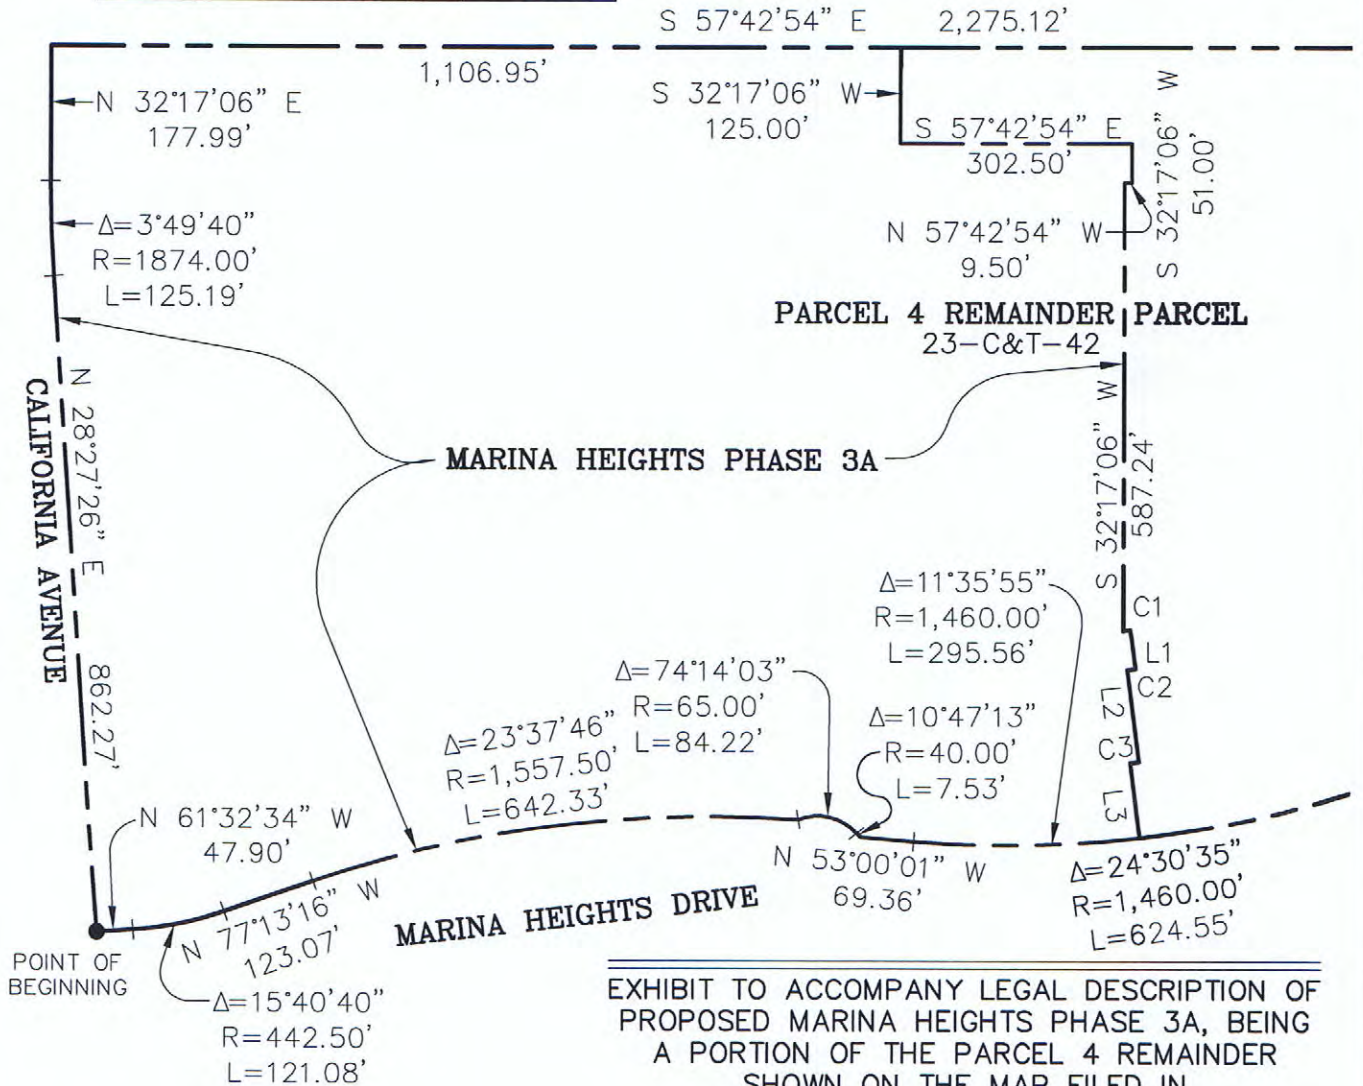 S 57°42'54" E 2,275.12'
1,106.95'
N 32°17'06" E
177.99'
S 32°17'06" W
125.00'
S 57°42'54" E
302.50'
S 32°17'06" W
51.00'
N 57°42'54" W
9.50'
Δ=3°49'40"
R=1874.00'
L=125.19'
PARCEL 4 REMAINDER PARCEL
23-C&T-42
CALIFORNIA AVENUE
N 28°27'26" E 862.27'
MARINA HEIGHTS PHASE 3A
S 32°17'06" W
587.24'
C1
L1
C2
L2
C3
L3
Δ=11°35'55"
R=1,460.00'
L=295.56'
Δ=74°14'03"
R=65.00'
L=84.22'
Δ=10°47'13"
R=40.00'
L=7.53'
Δ=23°37'46"
R=1,557.50'
L=642.33'
N 61°32'34" W
47.90'
N 53°00'01" W
69.36'
Δ=24°30'35"
R=1,460.00'
L=624.55'
N 77°13'16" W
123.07'
MARINA HEIGHTS DRIVE
POINT OF
BEGINNING
Δ=15°40'40"
R=442.50'
L=121.08'
EXHIBIT TO ACCOMPANY LEGAL DESCRIPTION OF
PROPOSED MARINA HEIGHTS PHASE 3A, BEING
A PORTION OF THE PARCEL 4 REMAINDER
SHOWN ON THE MAP FILED IN